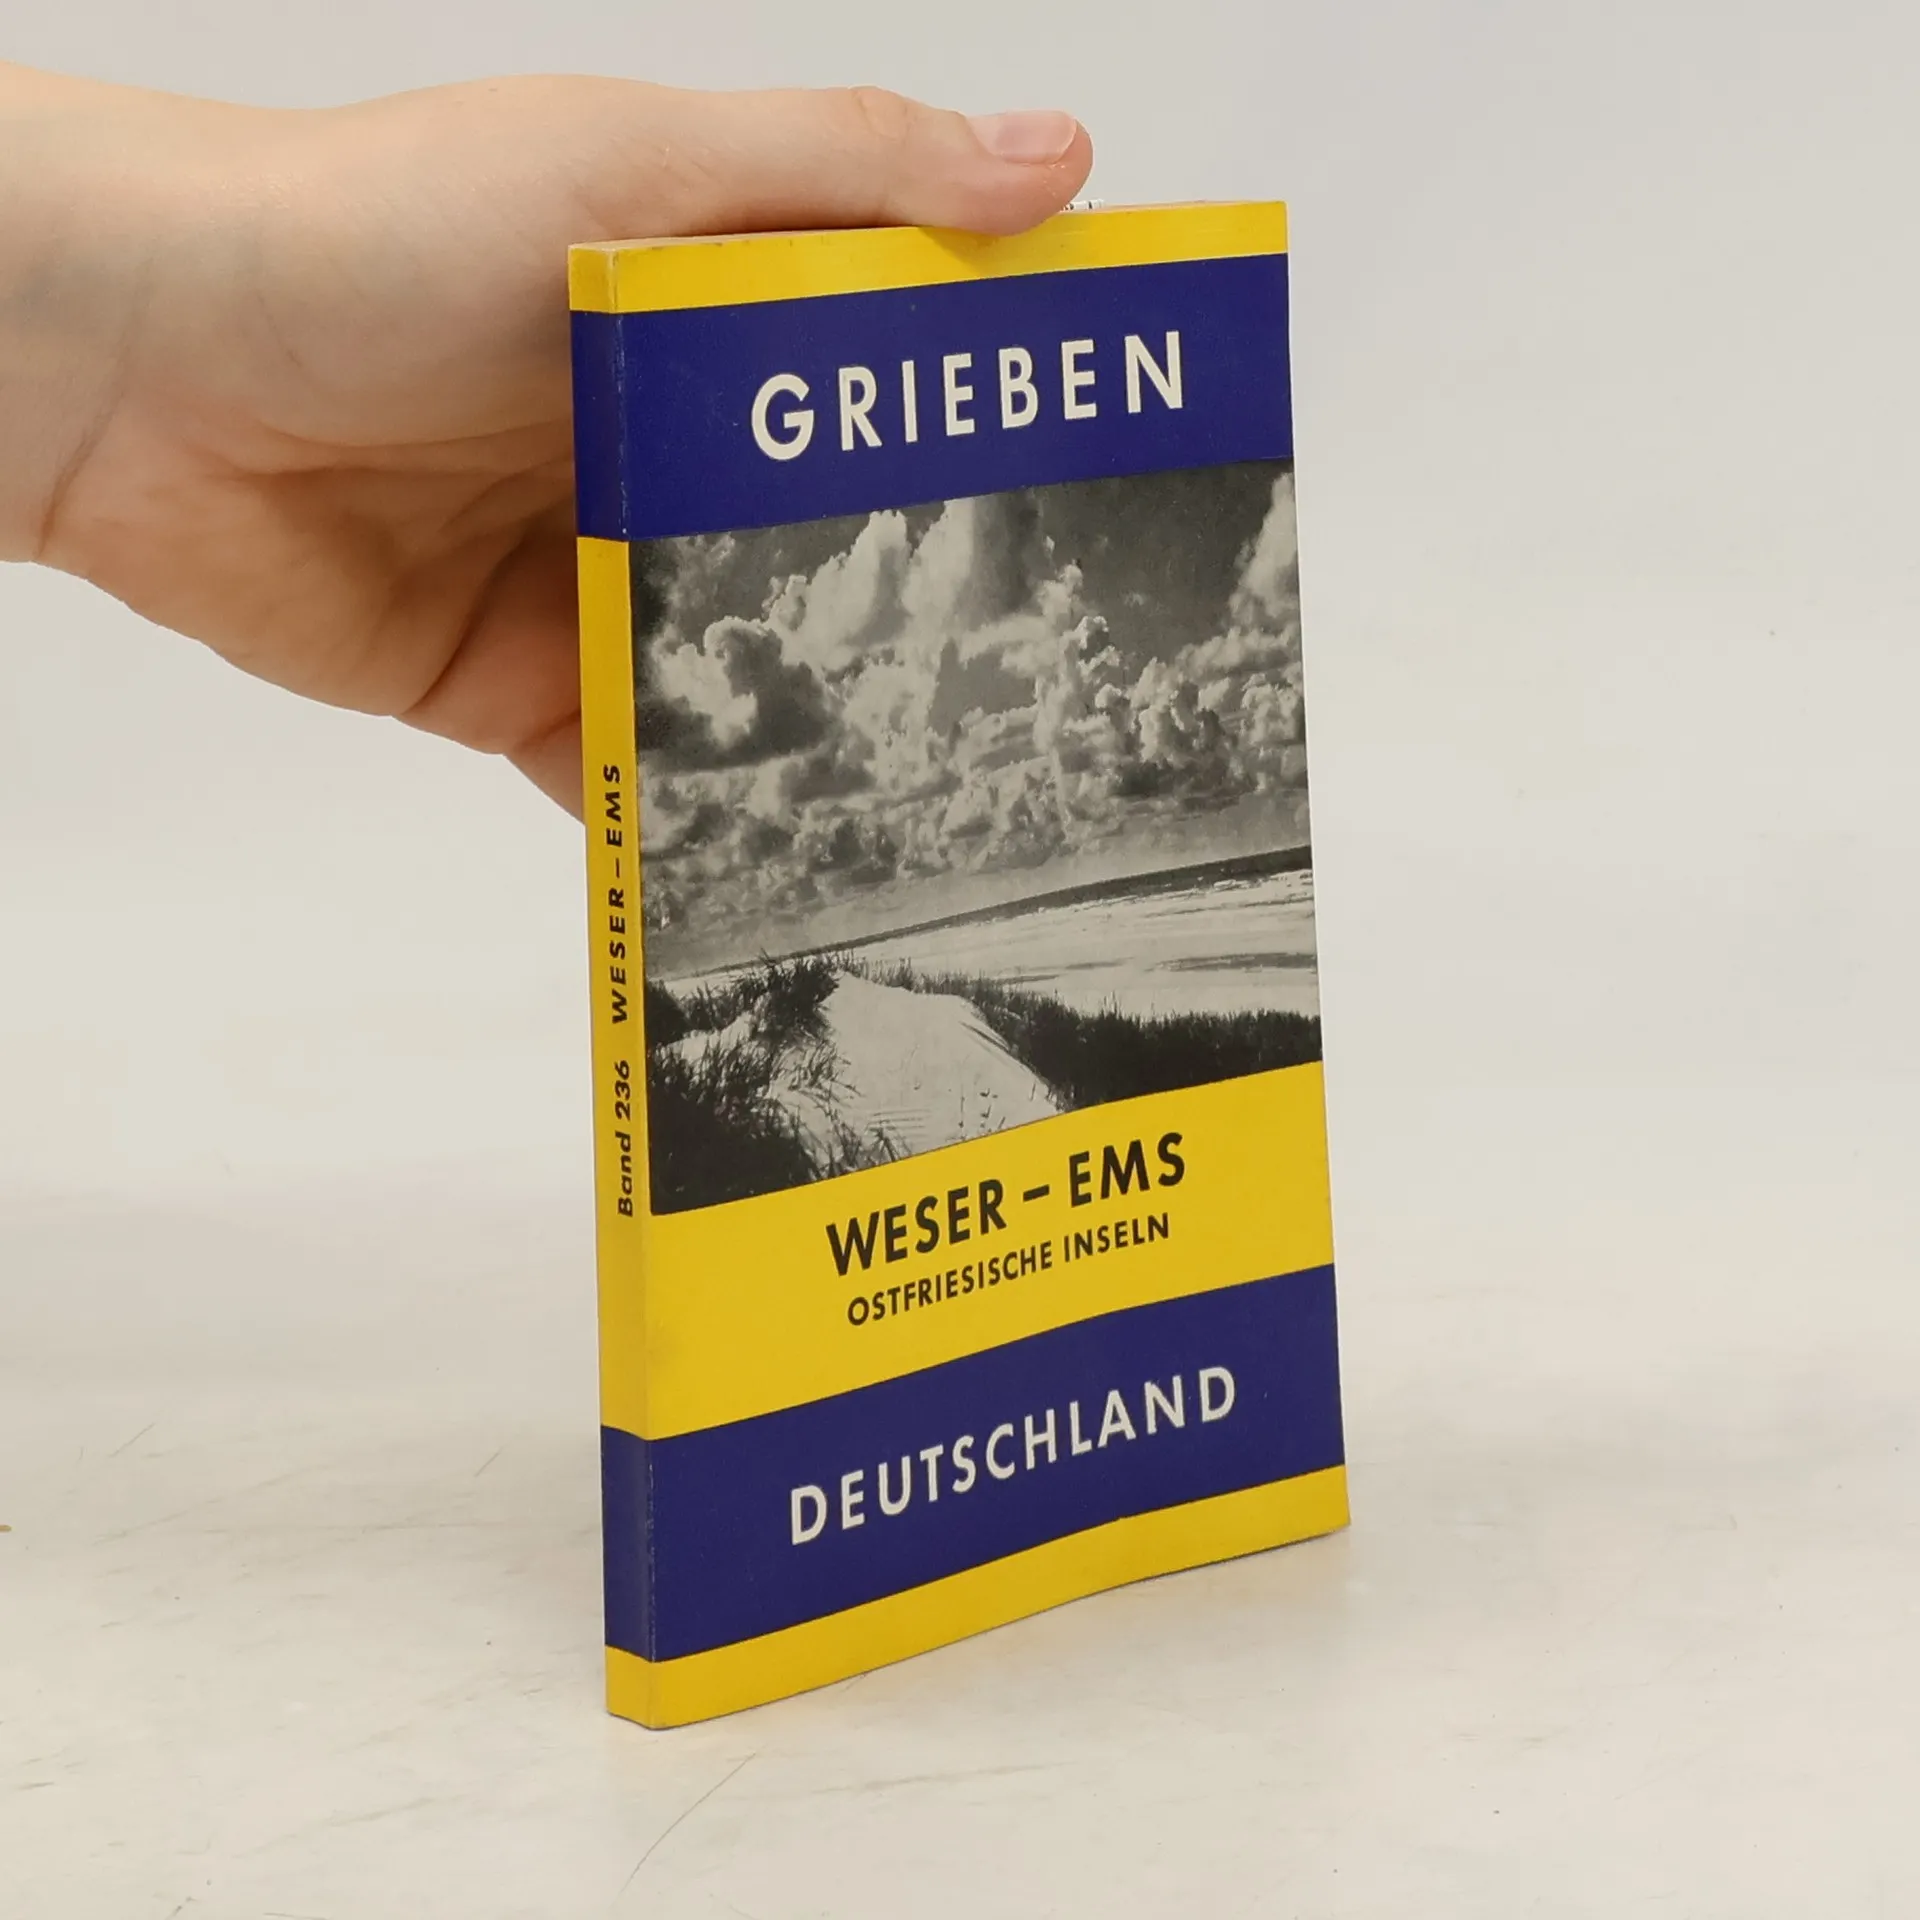 GRIEBEN
WESER – EMS
OSTFRIESISCHE INSELN
DEUTSCHLAND
Band 236 WESER – EMS